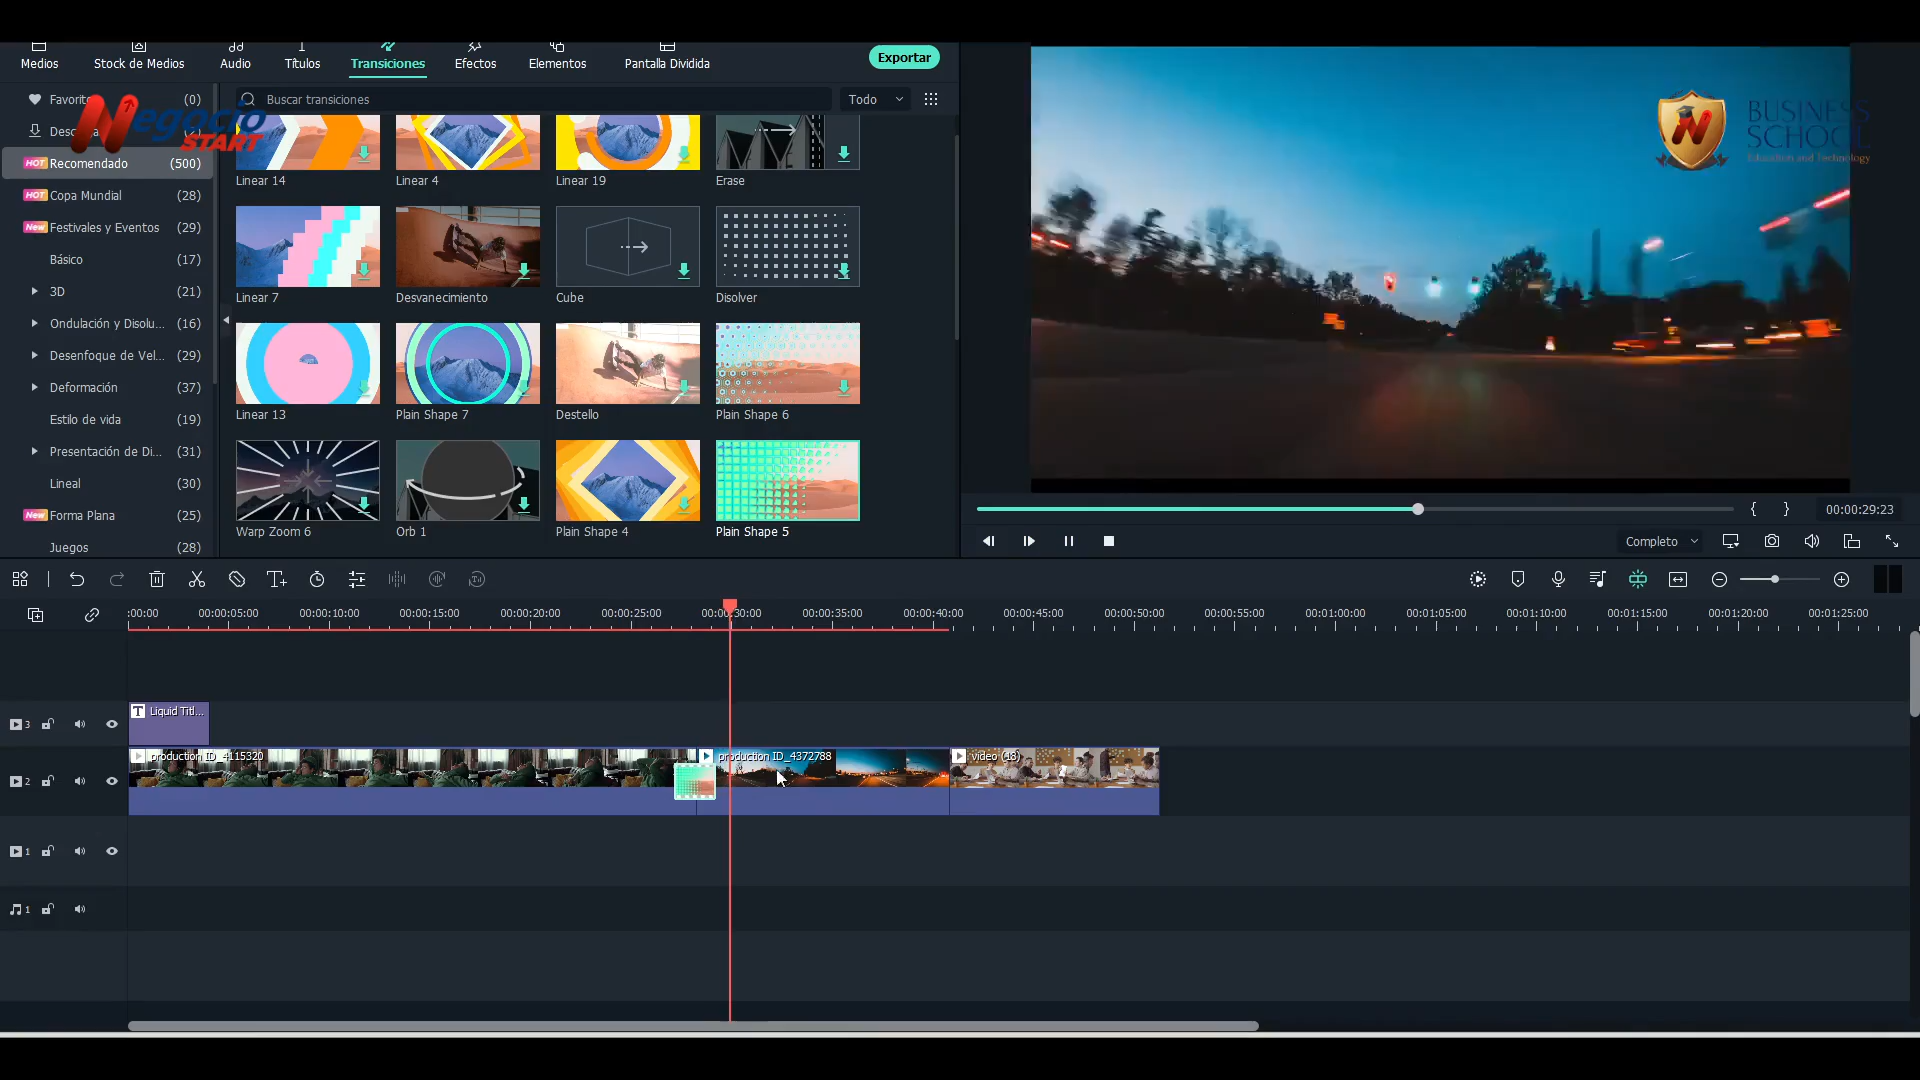 Medios
Stock de Medios
Audio
Títulos
Transiciones
Efectos
Elementos
Pantalla Dividida
Exportar
Favorito (0)
Buscar transiciones
Todo
Negocio
START
HOT Recomendado (500)
HOT Copa Mundial (28)
New Festivales y Eventos (29)
Básico (17)
3D (21)
Ondulación y Disolu... (16)
Desenfoque de Vel... (29)
Deformación (37)
Estilo de vida (19)
Presentación de Di... (31)
Lineal (30)
New Forma Plana (25)
Juegos (28)
Linear 14
Linear 4
Linear 19
Erase
Linear 7
Desvanecimiento
Cube
Disolver
Linear 13
Plain Shape 7
Destello
Plain Shape 6
Warp Zoom 6
Orb 1
Plain Shape 4
Plain Shape 5
BUSINESS
SCHOOL
Education and Technology
{ } 00:00:29:23
Completo
:00:00 00:00:05:00 00:00:10:00 00:00:15:00 00:00:20:00 00:00:25:00 00:00:30:00 00:00:35:00 00:00:40:00 00:00:45:00 00:00:50:00 00:00:55:00 00:01:00:00 00:01:05:00 00:01:10:00 00:01:15:00 00:01:20:00 00:01:25:00
3
T Liquid Titl...
2
production ID_4115320
production ID_4372788
video (18)
1
1